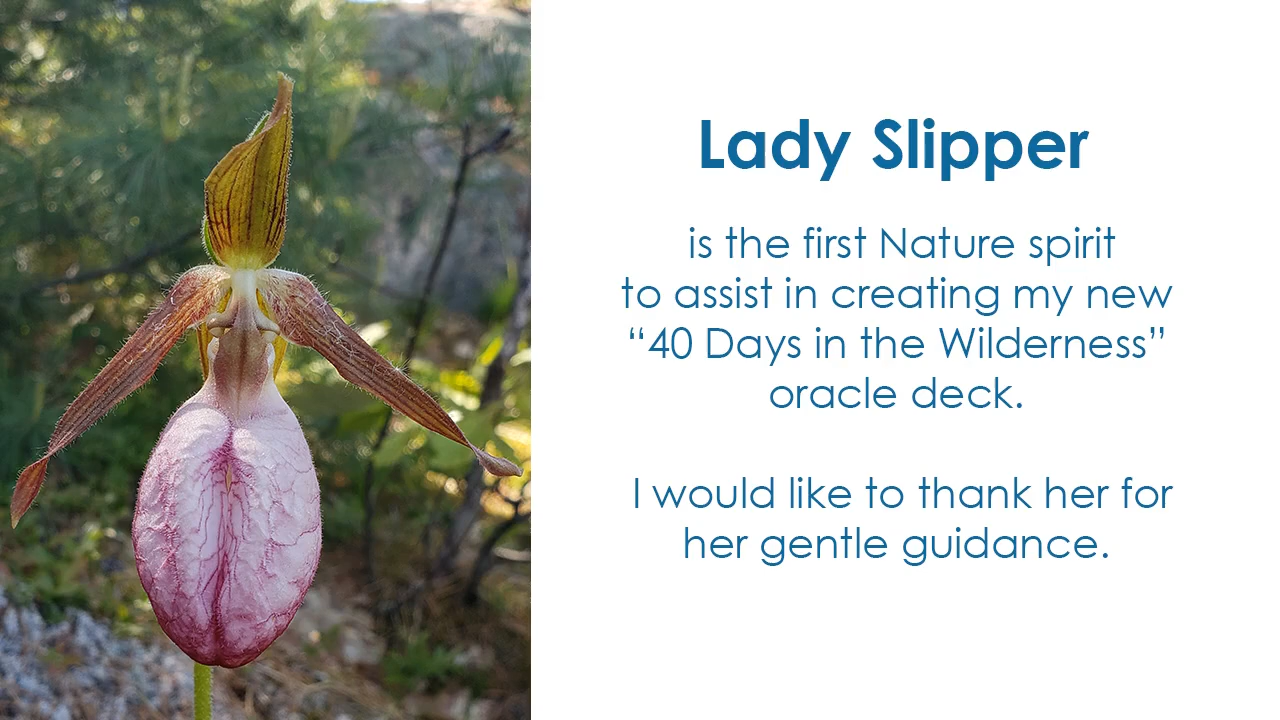 Lady Slipper
is the first Nature spirit
to assist in creating my new
“40 Days in the Wilderness”
oracle deck.
I would like to thank her for
her gentle guidance.